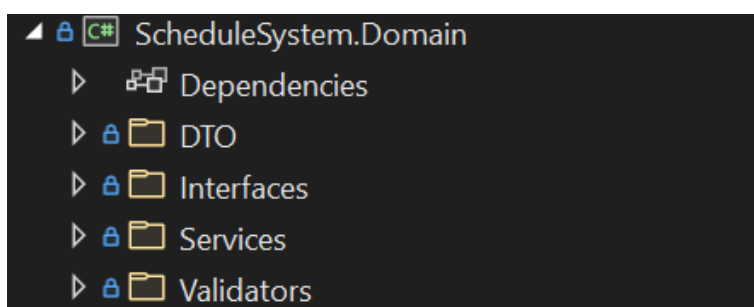 C# ScheduleSystem.Domain
Dependencies
DTO
Interfaces
Services
Validators